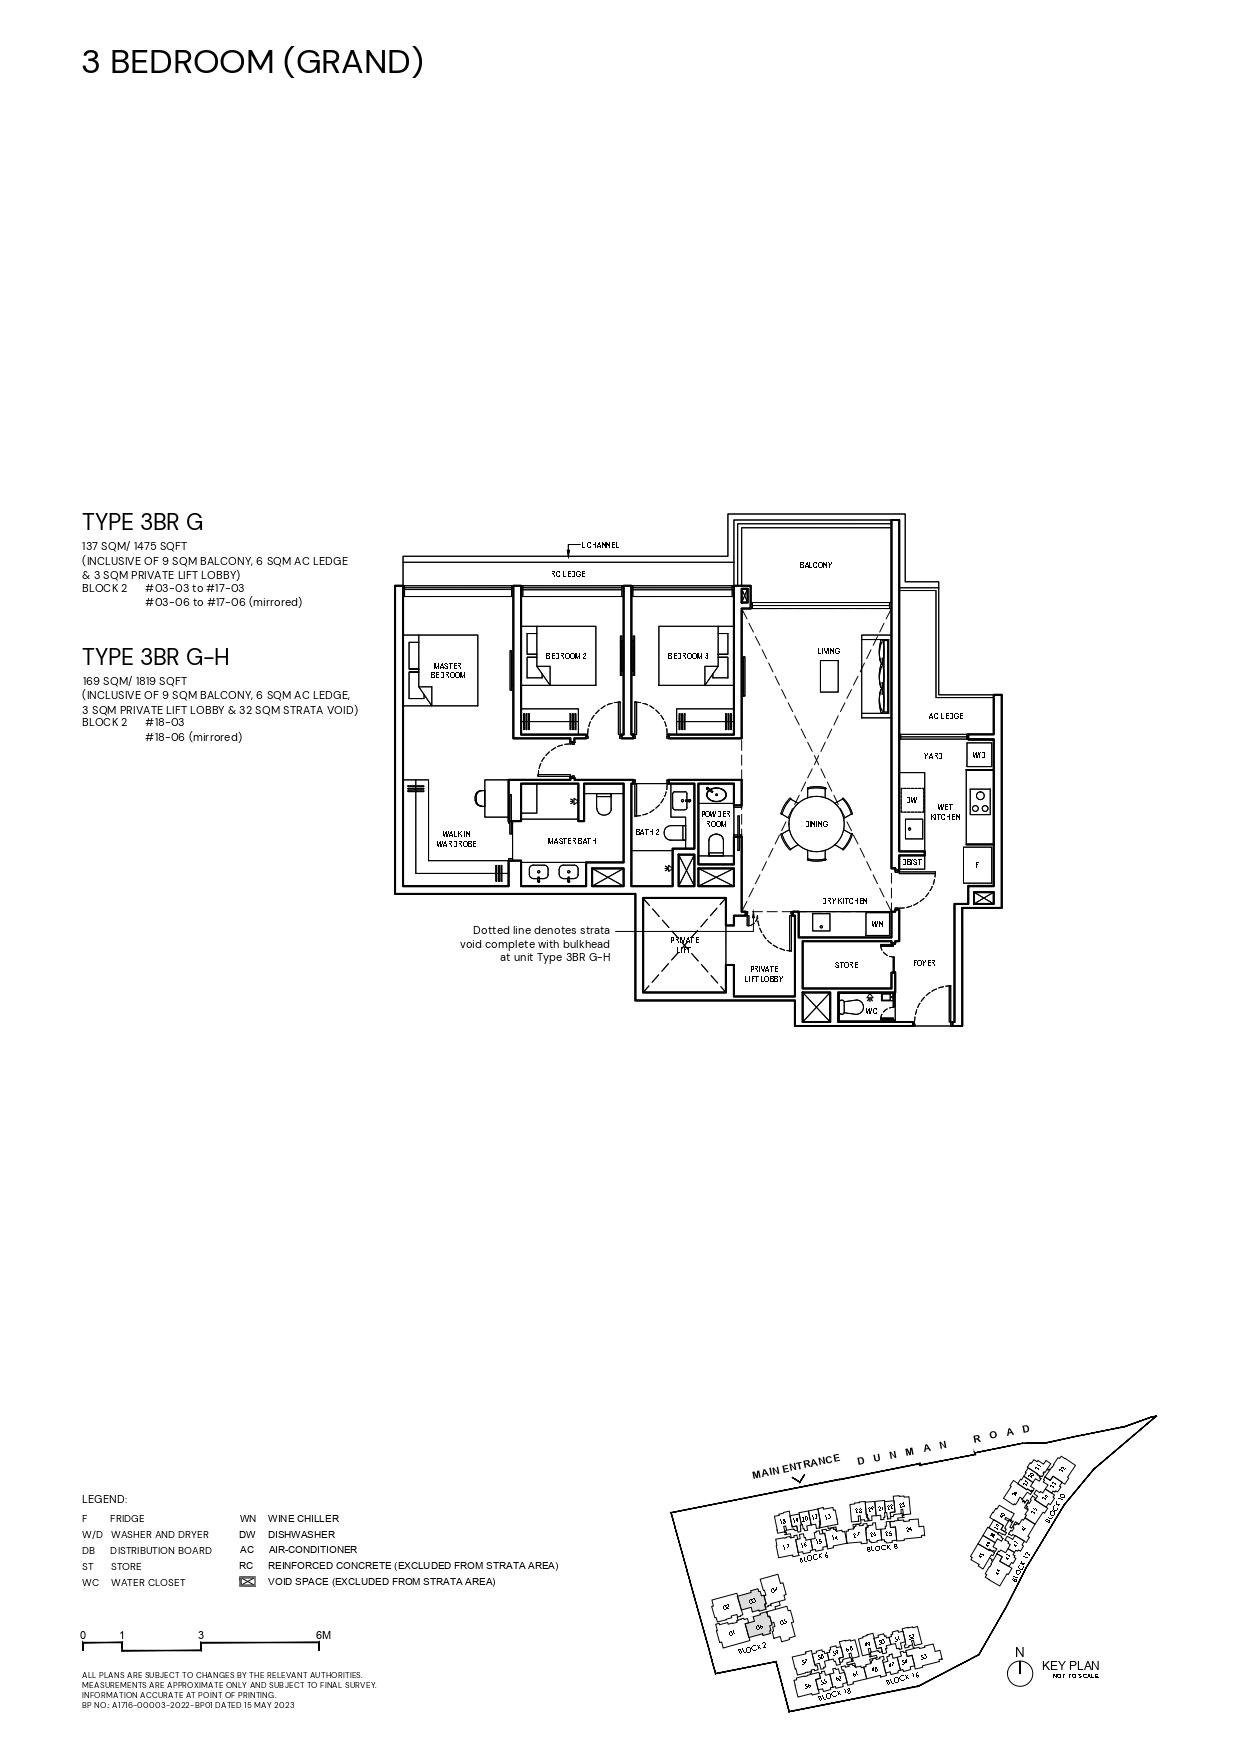 3 BEDROOM (GRAND)
TYPE 3BR G
137 SQM/ 1475 SQFT
(INCLUSIVE OF 9 SQM BALCONY, 6 SQM AC LEDGE
& 3 SQM PRIVATE LIFT LOBBY)
BLOCK 2 #03-03 to #17-03
#03-06 to #17-06 (mirrored)
TYPE 3BR G-H
169 SQM/ 1819 SQFT
(INCLUSIVE OF 9 SQM BALCONY, 6 SQM AC LEDGE,
3 SQM PRIVATE LIFT LOBBY & 32 SQM STRATA VOID)
BLOCK 2 #18-03
#18-06 (mirrored)
L CHANNEL
RC LEDGE
BALCONY
MASTER
BEDROOM
BEDROOM 2
BEDROOM 3
LIVING
AC LEDGE
YARD
W/D
DW
WET
KITCHEN
WALK IN
WARDROBE
MASTER BATH
BATH 2
POWDER
ROOM
DINING
DB/ST
F
DRY KITCHEN
WN
Dotted line denotes strata
void complete with bulkhead
at unit Type 3BR G-H
PRIVATE
LIFT
PRIVATE
LIFT LOBBY
STORE
FOYER
WC
LEGEND:
F FRIDGE
W/D WASHER AND DRYER
DB DISTRIBUTION BOARD
ST STORE
WC WATER CLOSET
WN WINE CHILLER
DW DISHWASHER
AC AIR-CONDITIONER
RC REINFORCED CONCRETE (EXCLUDED FROM STRATA AREA)
VOID SPACE (EXCLUDED FROM STRATA AREA)
0 1 3 6M
ALL PLANS ARE SUBJECT TO CHANGES BY THE RELEVANT AUTHORITIES.
MEASUREMENTS ARE APPROXIMATE ONLY AND SUBJECT TO FINAL SURVEY.
INFORMATION ACCURATE AT POINT OF PRINTING.
BP NO.: A1716-00003-2022-BP01 DATED 15 MAY 2023
MAIN ENTRANCE
DUNMAN ROAD
BLOCK 6
BLOCK 8
BLOCK 10
BLOCK 12
02
03
04
01
06
05
BLOCK 2
BLOCK 18
BLOCK 16
N
KEY PLAN
NOT TO SCALE